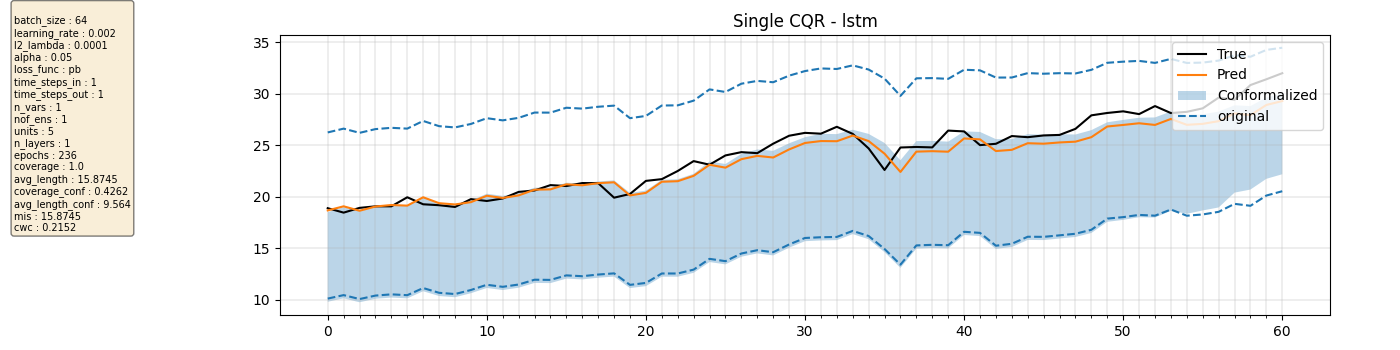 batch_size : 64
learning_rate : 0.002
l2_lambda : 0.0001
alpha : 0.05
loss_func : pb
time_steps_in : 1
time_steps_out : 1
n_vars : 1
nof_ens : 1
units : 5
n_layers : 1
epochs : 236
coverage : 1.0
avg_length : 15.8745
coverage_conf : 0.4262
avg_length_conf : 9.564
mis : 15.8745
cwc : 0.2152
Single CQR - lstm
35
30
25
20
15
10
True
Pred
Conformalized
original
0 10 20 30 40 50 60